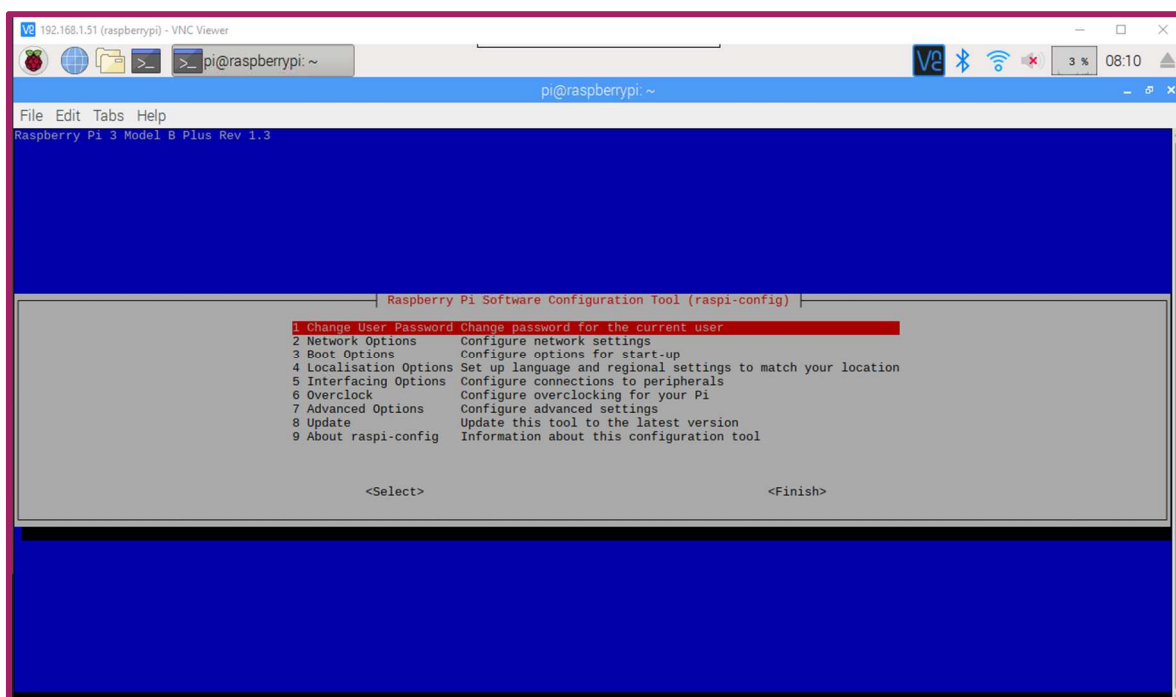 192.168.1.51 (raspberrypi) - VNC Viewer
pi@raspberrypi: ~
3 %
08:10
pi@raspberrypi: ~
File Edit Tabs Help
Raspberry Pi 3 Model B Plus Rev 1.3
Raspberry Pi Software Configuration Tool (raspi-config)
1 Change User Password Change password for the current user
2 Network Options Configure network settings
3 Boot Options Configure options for start-up
4 Localisation Options Set up language and regional settings to match your location
5 Interfacing Options Configure connections to peripherals
6 Overclock Configure overclocking for your Pi
7 Advanced Options Configure advanced settings
8 Update Update this tool to the latest version
9 About raspi-config Information about this configuration tool
<Select> <Finish>